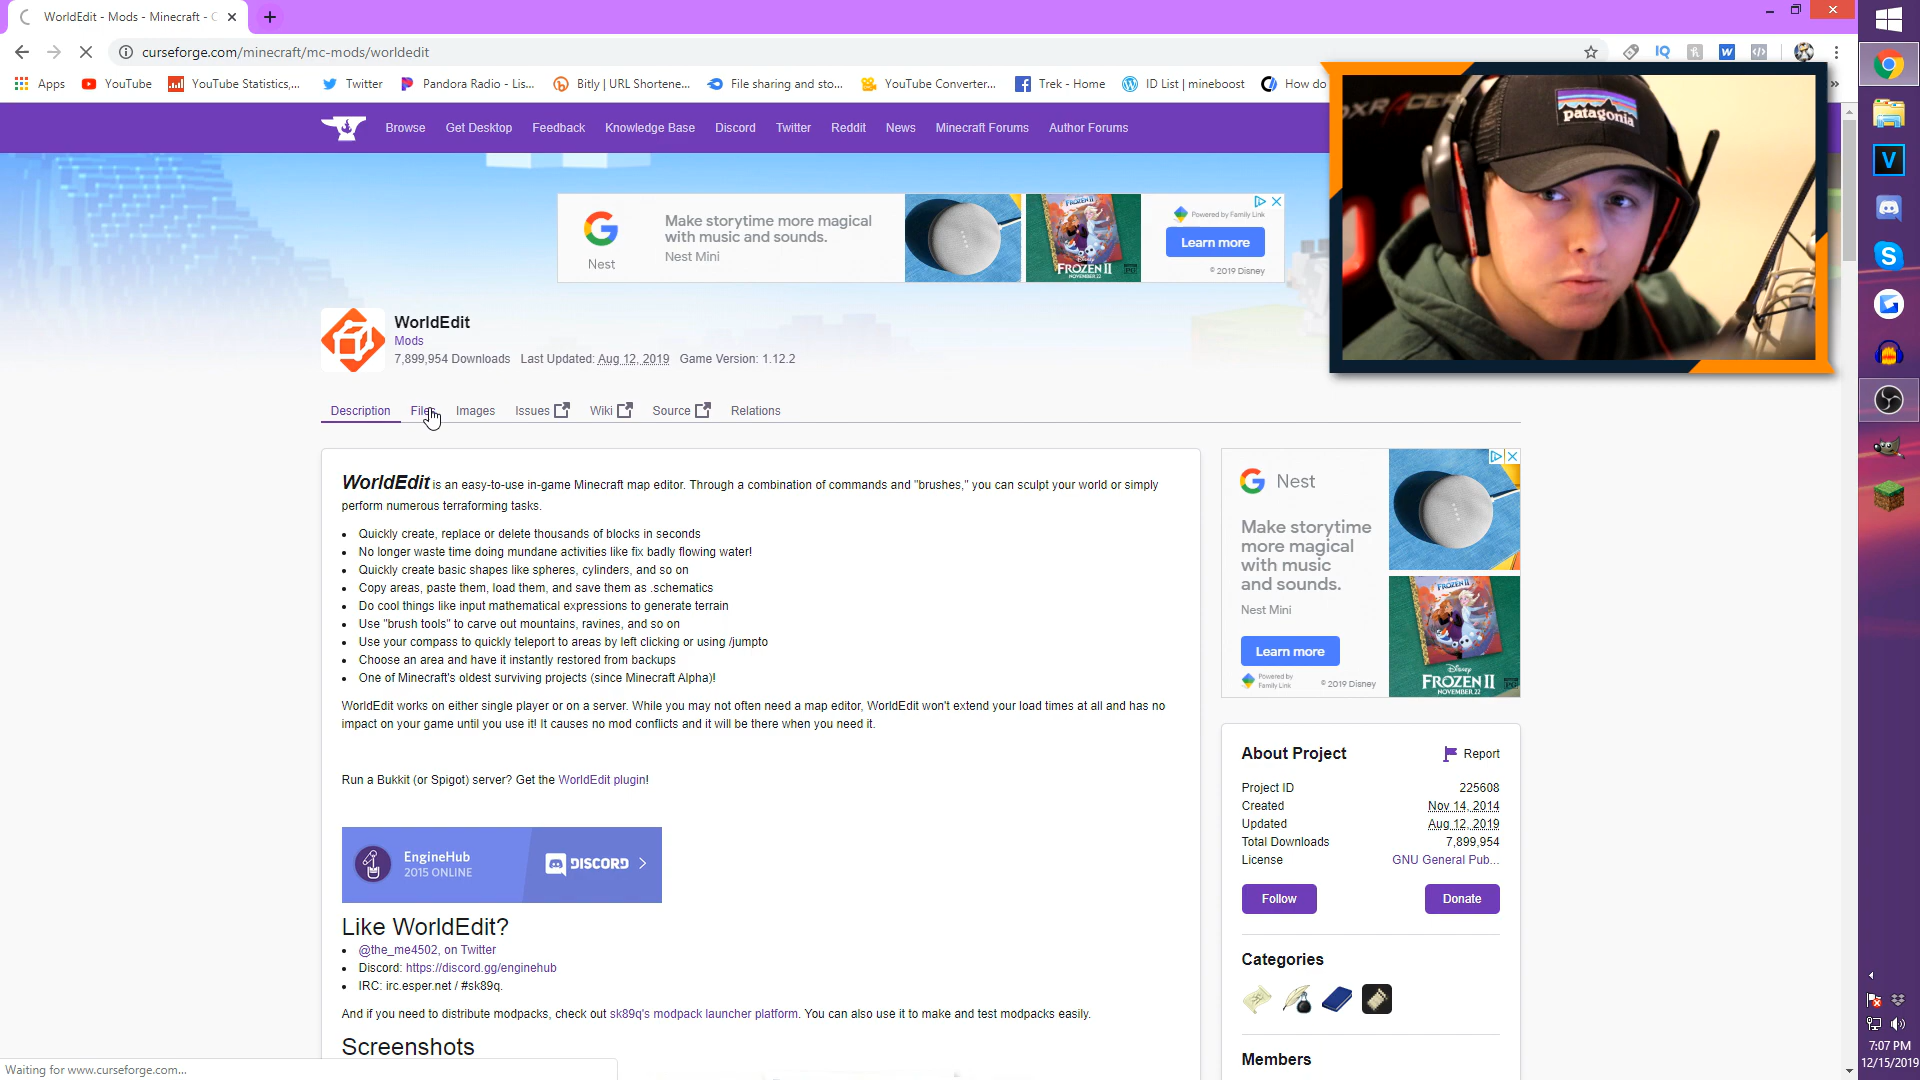 WorldEdit - Mods - Minecraft - C
curseforge.com/minecraft/mc-mods/worldedit
Apps
YouTube
YouTube Statistics,...
Twitter
Pandora Radio - Lis...
Bitly | URL Shortene...
File sharing and sto...
YouTube Converter...
Trek - Home
ID List | mineboost
How do
Browse
Get Desktop
Feedback
Knowledge Base
Discord
Twitter
Reddit
News
Minecraft Forums
Author Forums
patagonia
Nest
Make storytime more magical
with music and sounds.
Nest Mini
FROZEN II
Powered by Family Link
Learn more
© 2019 Disney
WorldEdit
Mods
7,899,954 Downloads Last Updated: Aug 12, 2019 Game Version: 1.12.2
Description
Images
Issues
Wiki
Source
Relations
WorldEdit is an easy-to-use in-game Minecraft map editor. Through a combination of commands and "brushes," you can sculpt your world or simply
perform numerous terraforming tasks.
• Quickly create, replace or delete thousands of blocks in seconds
• No longer waste time doing mundane activities like fix badly flowing water!
• Quickly create basic shapes like spheres, cylinders, and so on
• Copy areas, paste them, load them, and save them as .schematics
• Do cool things like input mathematical expressions to generate terrain
• Use "brush tools" to carve out mountains, ravines, and so on
• Use your compass to quickly teleport to areas by left clicking or using /jumpto
• Choose an area and have it instantly restored from backups
• One of Minecraft's oldest surviving projects (since Minecraft Alpha)!
WorldEdit works on either single player or on a server. While you may not often need a map editor, WorldEdit won't extend your load times at all and has no
impact on your game until you use it! It causes no mod conflicts and it will be there when you need it.
Run a Bukkit (or Spigot) server? Get the WorldEdit plugin!
EngineHub
2015 ONLINE
DISCORD
Like WorldEdit?
• @the_me4502, on Twitter
• Discord: https://discord.gg/enginehub
• IRC: irc.esper.net / #sk89q.
And if you need to distribute modpacks, check out sk89q's modpack launcher platform. You can also use it to make and test modpacks easily.
Screenshots
Nest
Make storytime
more magical
with music
and sounds.
Nest Mini
Learn more
Powered by
Family Link
© 2019 Disney
FROZEN II
Disney
FROZEN II
NOVEMBER 22
About Project
Report
Project ID 225608
Created Nov 14, 2014
Updated Aug 12, 2019
Total Downloads 7,899,954
License GNU General Pub...
Follow
Donate
Categories
Members
Waiting for www.curseforge.com...
7:07 PM
12/15/2019